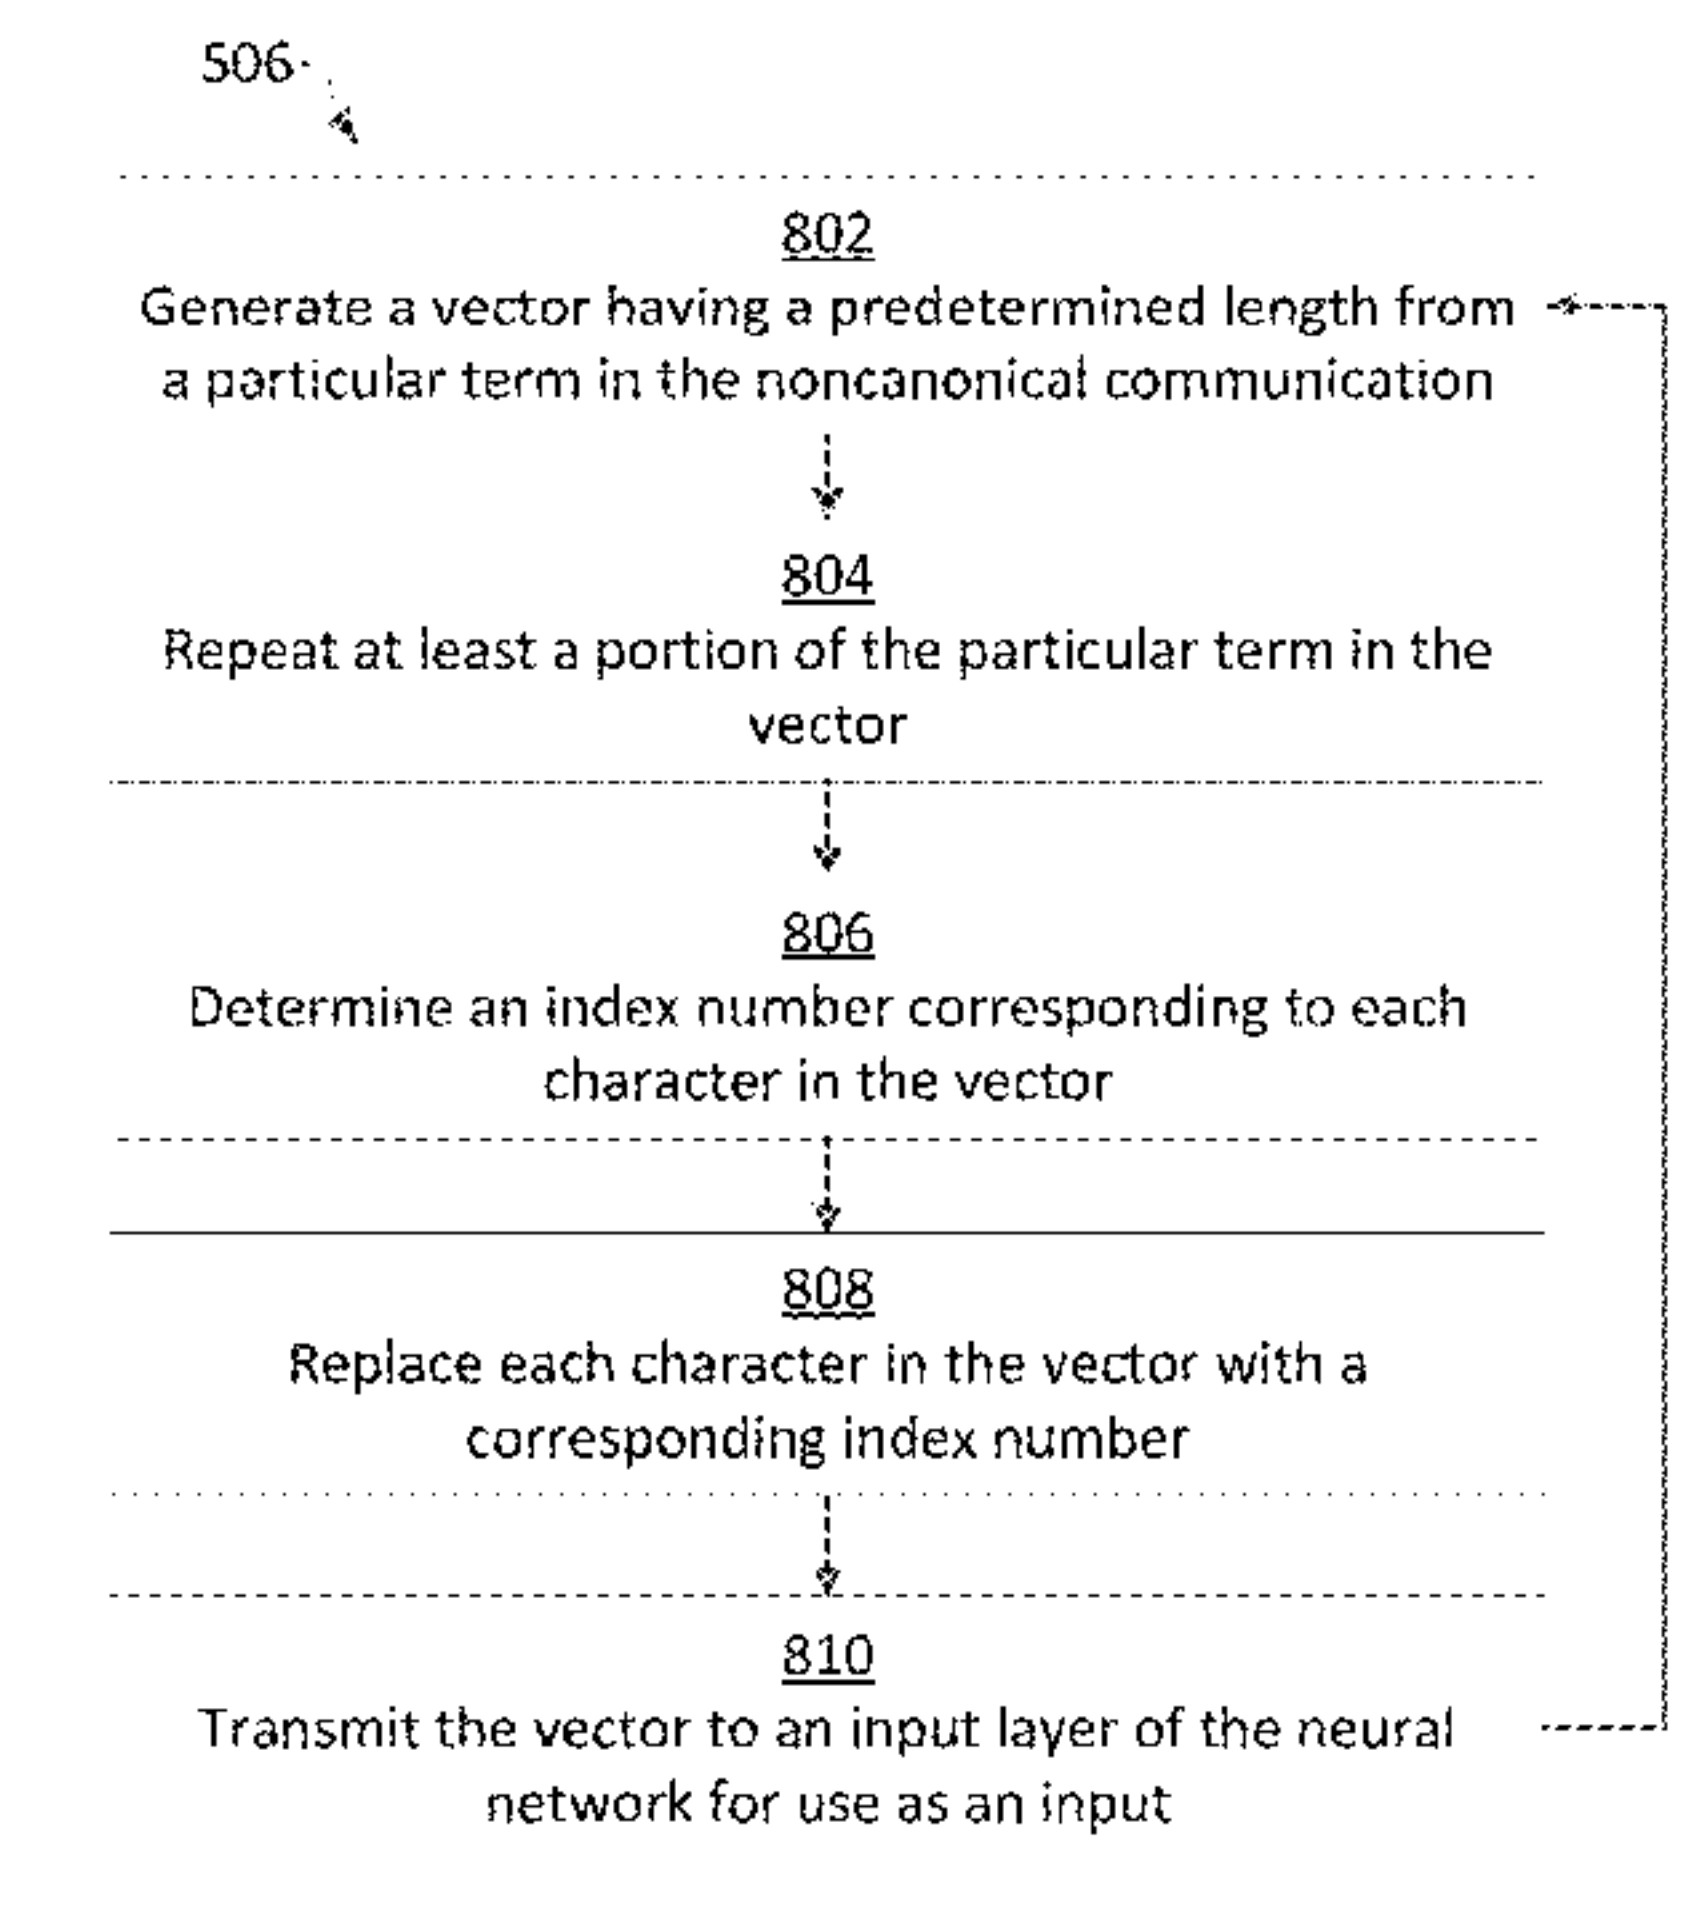 506
802
Generate a vector having a predetermined length from
a particular term in the noncanonical communication
804
Repeat at least a portion of the particular term in the
vector
806
Determine an index number corresponding to each
character in the vector
808
Replace each character in the vector with a
corresponding index number
810
Transmit the vector to an input layer of the neural
network for use as an input